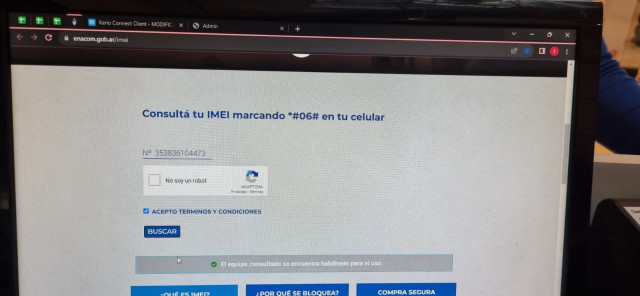 Kerio Connect Client - MODIFIC
Admin
enacom.gob.ar/imei
Consultá tu IMEI marcando *#06# en tu celular
Nº 353836104473
No soy un robot
reCAPTCHA
Privacidad - Términos
ACEPTO TERMINOS Y CONDICIONES
BUSCAR
El equipo consultado se encuentra habilitado para el uso.
¿QUÉ ES IMEI?
¿POR QUÉ SE BLOQUEA?
COMPRA SEGURA